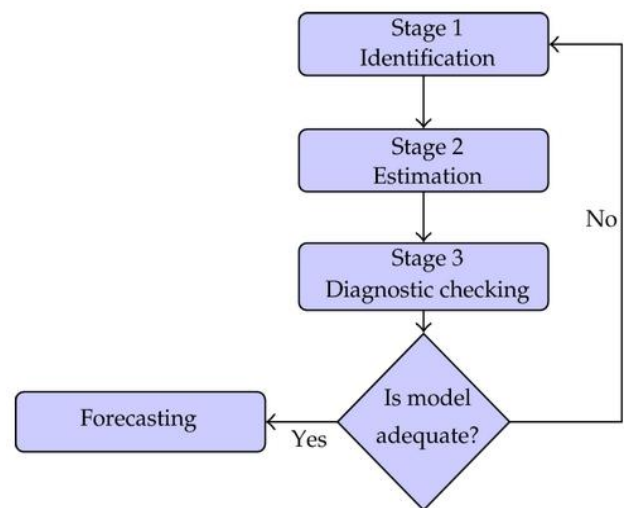 Stage 1
Identification
Stage 2
Estimation
No
Stage 3
Diagnostic checking
Is model
adequate?
Forecasting
Yes